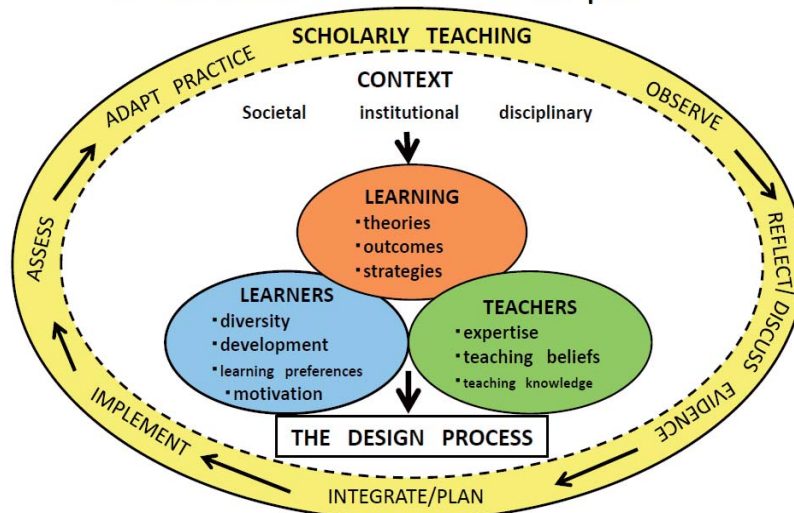 SCHOLARLY TEACHING
ADAPT PRACTICE
OBSERVE
REFLECT/ DISCUSS EVIDENCE
INTEGRATE/PLAN
IMPLEMENT
ASSESS
CONTEXT
Societal institutional disciplinary
LEARNING
・theories
・outcomes
・strategies
LEARNERS
・diversity
・development
・learning preferences
・motivation
TEACHERS
・expertise
・teaching beliefs
・teaching knowledge
THE DESIGN PROCESS